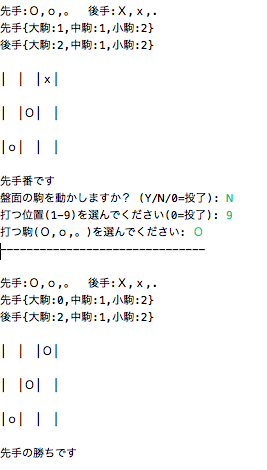 先手:O,o,。　後手:X,x,.
先手{大駒:1,中駒:1,小駒:2}
後手{大駒:2,中駒:1,小駒:2}
| | |x|
| |O| |
|o| | |
先手番です
盤面の駒を動かしますか? (Y/N/0=投了): N
打つ位置(1-9)を選んでください(0=投了): 9
打つ駒(O,o,。)を選んでください: O
-------------------------------
先手:O,o,。　後手:X,x,.
先手{大駒:0,中駒:1,小駒:2}
後手{大駒:2,中駒:1,小駒:2}
| | |O|
| |O| |
|o| | |
先手の勝ちです